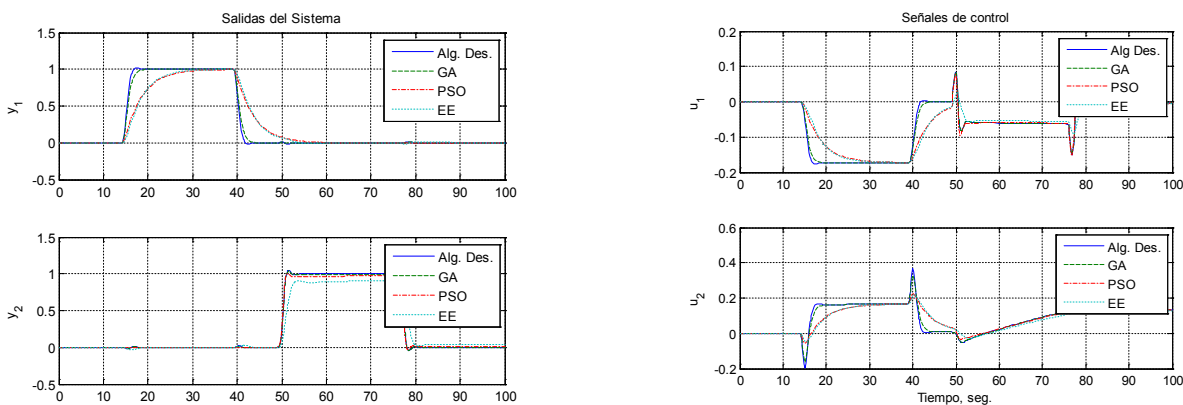 Salidas del Sistema
1.5
1
0.5
0
-0.5
y1
0 10 20 30 40 50 60 70 80 90 100
Alg. Des.
GA
PSO
EE
1.5
1
0.5
0
-0.5
y2
0 10 20 30 40 50 60 70 80 90 100
Alg. Des.
GA
PSO
EE
Señales de control
0.2
0.1
0
-0.1
-0.2
u1
0 10 20 30 40 50 60 70 80 90 100
Alg Des.
GA
PSO
EE
0.6
0.4
0.2
0
-0.2
u2
0 10 20 30 40 50 60 70 80 90 100
Alg. Des.
GA
PSO
EE
Tiempo, seg.